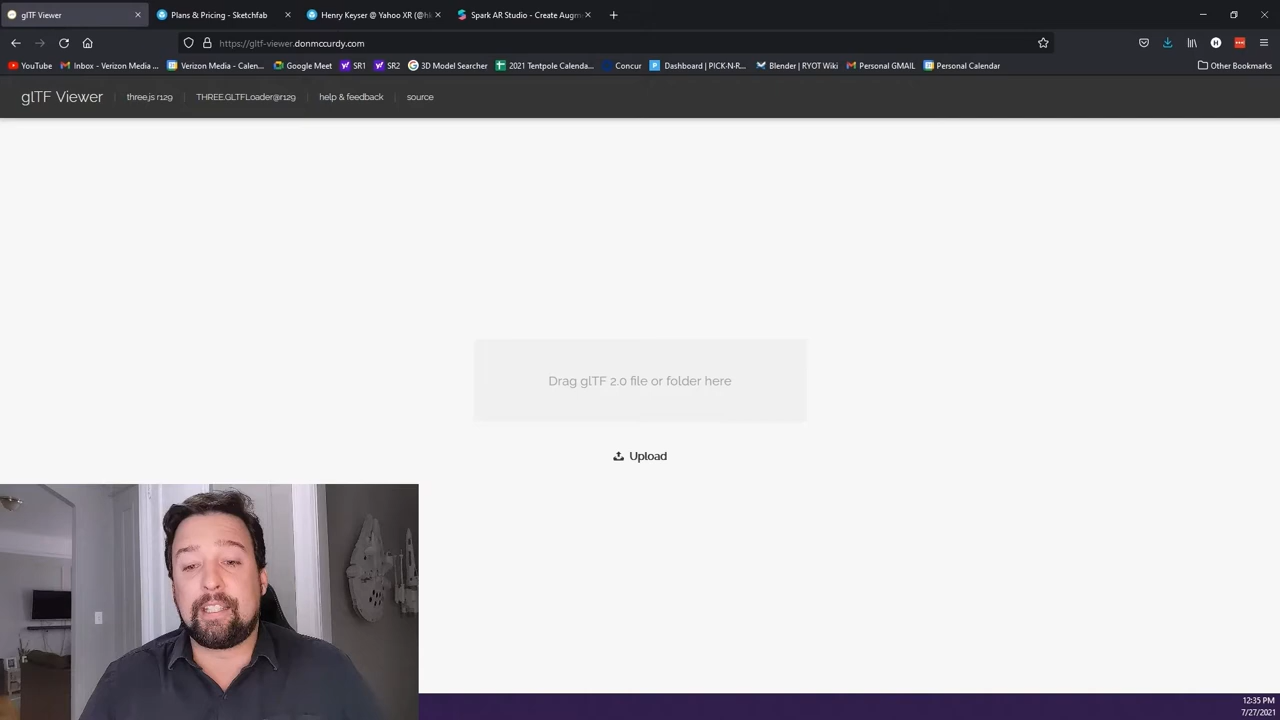 glTF Viewer
Plans & Pricing - Sketchfab
Henry Keyser @ Yahoo XR (@hi
Spark AR Studio - Create Augm
https://gltf-viewer.donmccurdy.com
YouTube
Inbox - Verizon Media ...
Verizon Media - Calen...
Google Meet
SR1
SR2
3D Model Searcher
2021 Tentpole Calenda...
Concur
Dashboard | PICK-N-R...
Blender | [RYOT Wiki
Personal GMAIL
Personal Calendar
Other Bookmarks
glTF Viewer
three.js r129
THREE.GLTFLoader@r129
help & feedback
source
Drag glTF 2.0 file or folder here
Upload
12:35 PM
7/27/2021